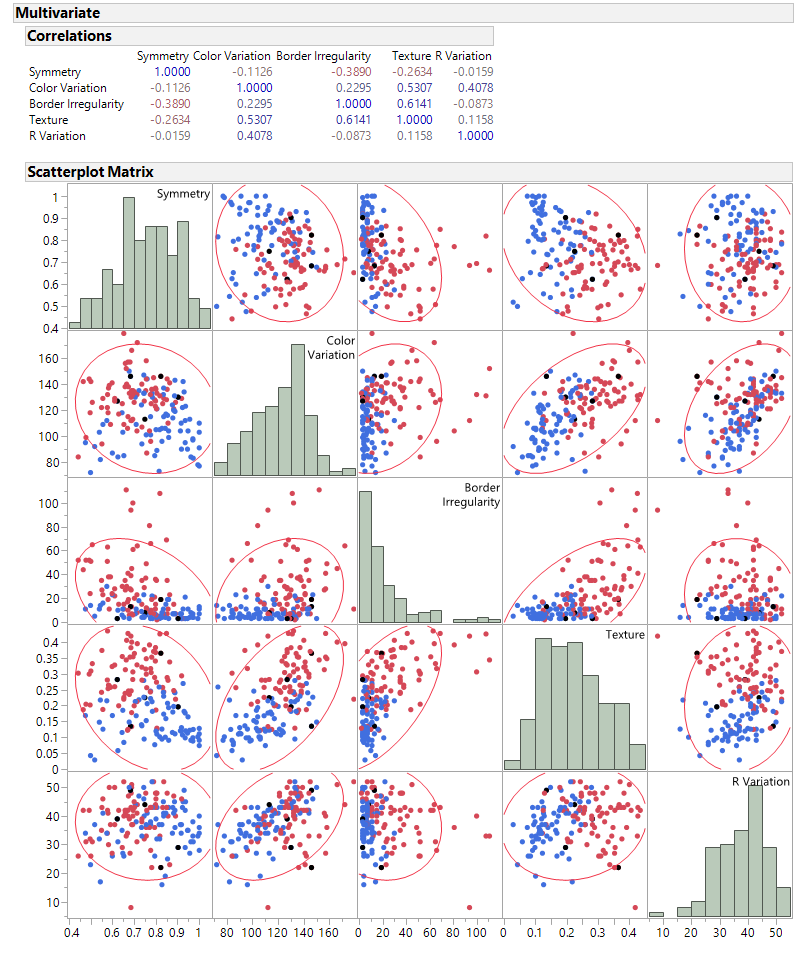 Multivariate
Correlations
Symmetry Color Variation Border Irregularity Texture R Variation
Symmetry 1.0000 -0.1126 -0.3890 -0.2634 -0.0159
Color Variation -0.1126 1.0000 0.2295 0.5307 0.4078
Border Irregularity -0.3890 0.2295 1.0000 0.6141 -0.0873
Texture -0.2634 0.5307 0.6141 1.0000 0.1158
R Variation -0.0159 0.4078 -0.0873 0.1158 1.0000
Scatterplot Matrix
Symmetry
1
0.9
0.8
0.7
0.6
0.5
0.4
Color
Variation
160
140
120
100
80
Border
Irregularity
100
80
60
40
20
0
Texture
0.4
0.35
0.3
0.25
0.2
0.15
0.1
0.05
0
R Variation
50
40
30
20
10
0.4 0.6 0.7 0.8 0.9 1 80 100 120 160 0 20 40 60 80 100 0 0.1 0.2 0.3 0.4 10 20 30 40 50